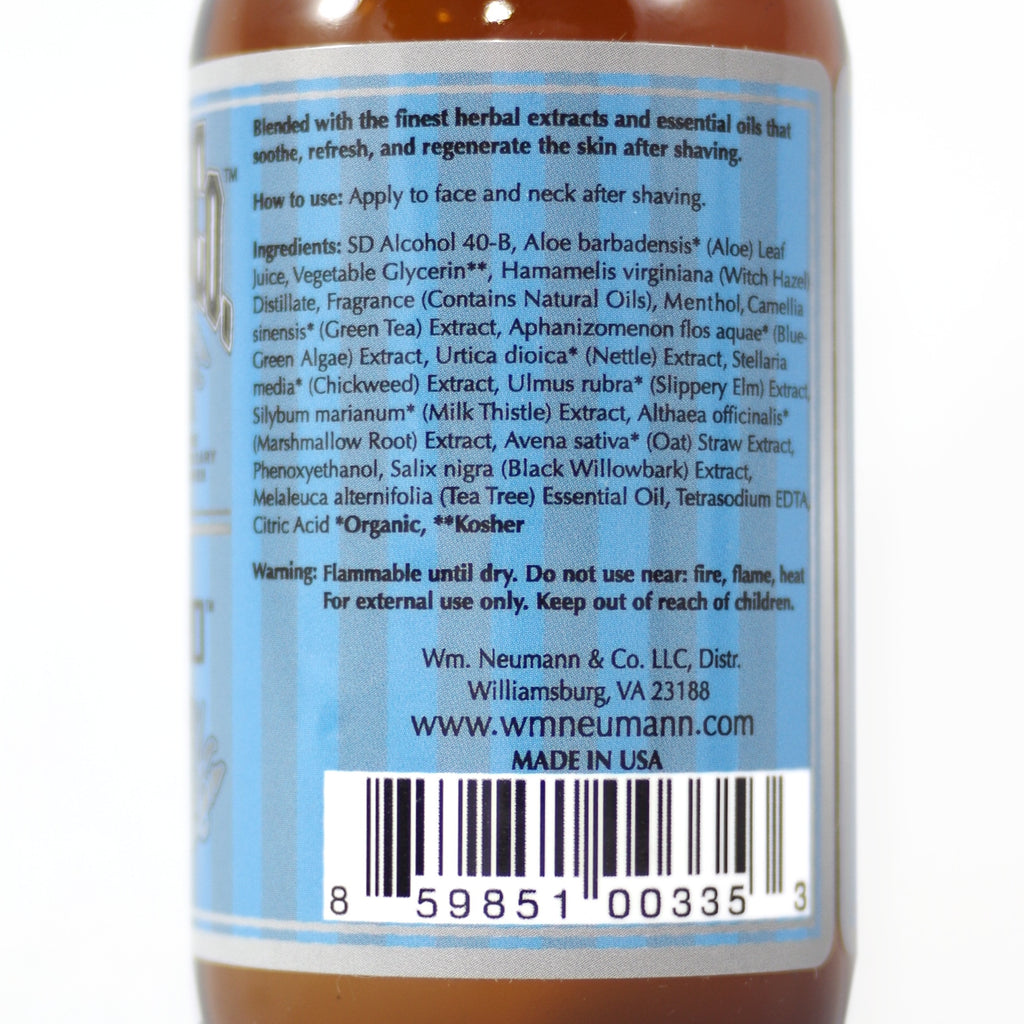 Blended with the finest herbal extracts and essential oils that
soothe, refresh, and regenerate the skin after shaving.
How to use: Apply to face and neck after shaving.
Ingredients: SD Alcohol 40-B, Aloe barbadensis* (Aloe) Leaf
Juice, Vegetable Glycerin**, Hamamelis virginiana (Witch Hazel)
Distillate, Fragrance (Contains Natural Oils), Menthol, Camellia
sinensis* (Green Tea) Extract, Aphanizomenon flos aquae* (Blue-
Green Algae) Extract, Urtica dioica* (Nettle) Extract, Stellaria
media* (Chickweed) Extract, Ulmus rubra* (Slippery Elm) Extract,
Silybum marianum* (Milk Thistle) Extract, Althaea officinalis*
(Marshmallow Root) Extract, Avena sativa* (Oat) Straw Extract,
Phenoxyethanol, Salix nigra (Black Willowbark) Extract,
Melaleuca alternifolia (Tea Tree) Essential Oil, Tetrasodium EDTA,
Citric Acid *Organic, **Kosher
Warning: Flammable until dry. Do not use near: fire, flame, heat
For external use only. Keep out of reach of children.
Wm. Neumann & Co. LLC, Distr.
Williamsburg, VA 23188
www.wmneumann.com
MADE IN USA
8 59851 00335 3